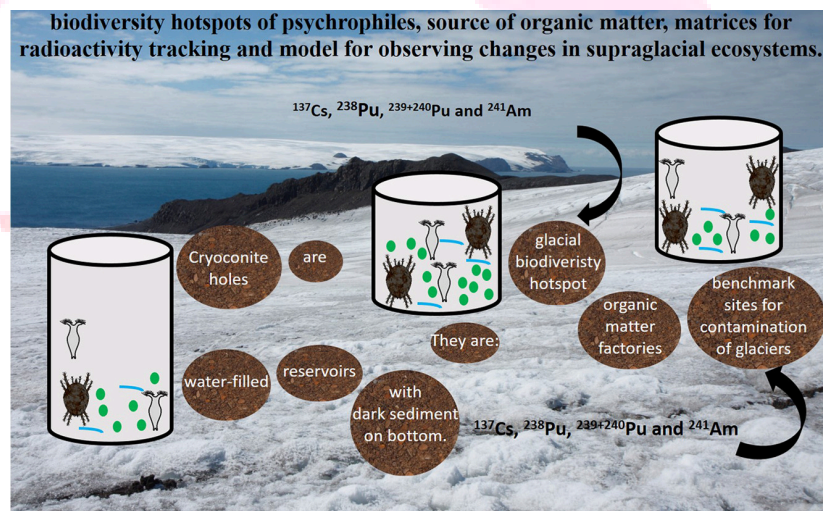 biodiversity hotspots of psychrophiles, source of organic matter, matrices for
radioactivity tracking and model for observing changes in supraglacial ecosystems.
¹³⁷Cs, ²³⁸Pu, ²³⁹⁺²⁴⁰Pu and ²⁴¹Am
Cryoconite
holes
are
water-filled
reservoirs
with
dark sediment
on bottom.
They are:
glacial
biodiveristy
hotspot
organic
matter
factories
benchmark
sites for
contamination
of glaciers
¹³⁷Cs, ²³⁸Pu, ²³⁹⁺²⁴⁰Pu and ²⁴¹Am